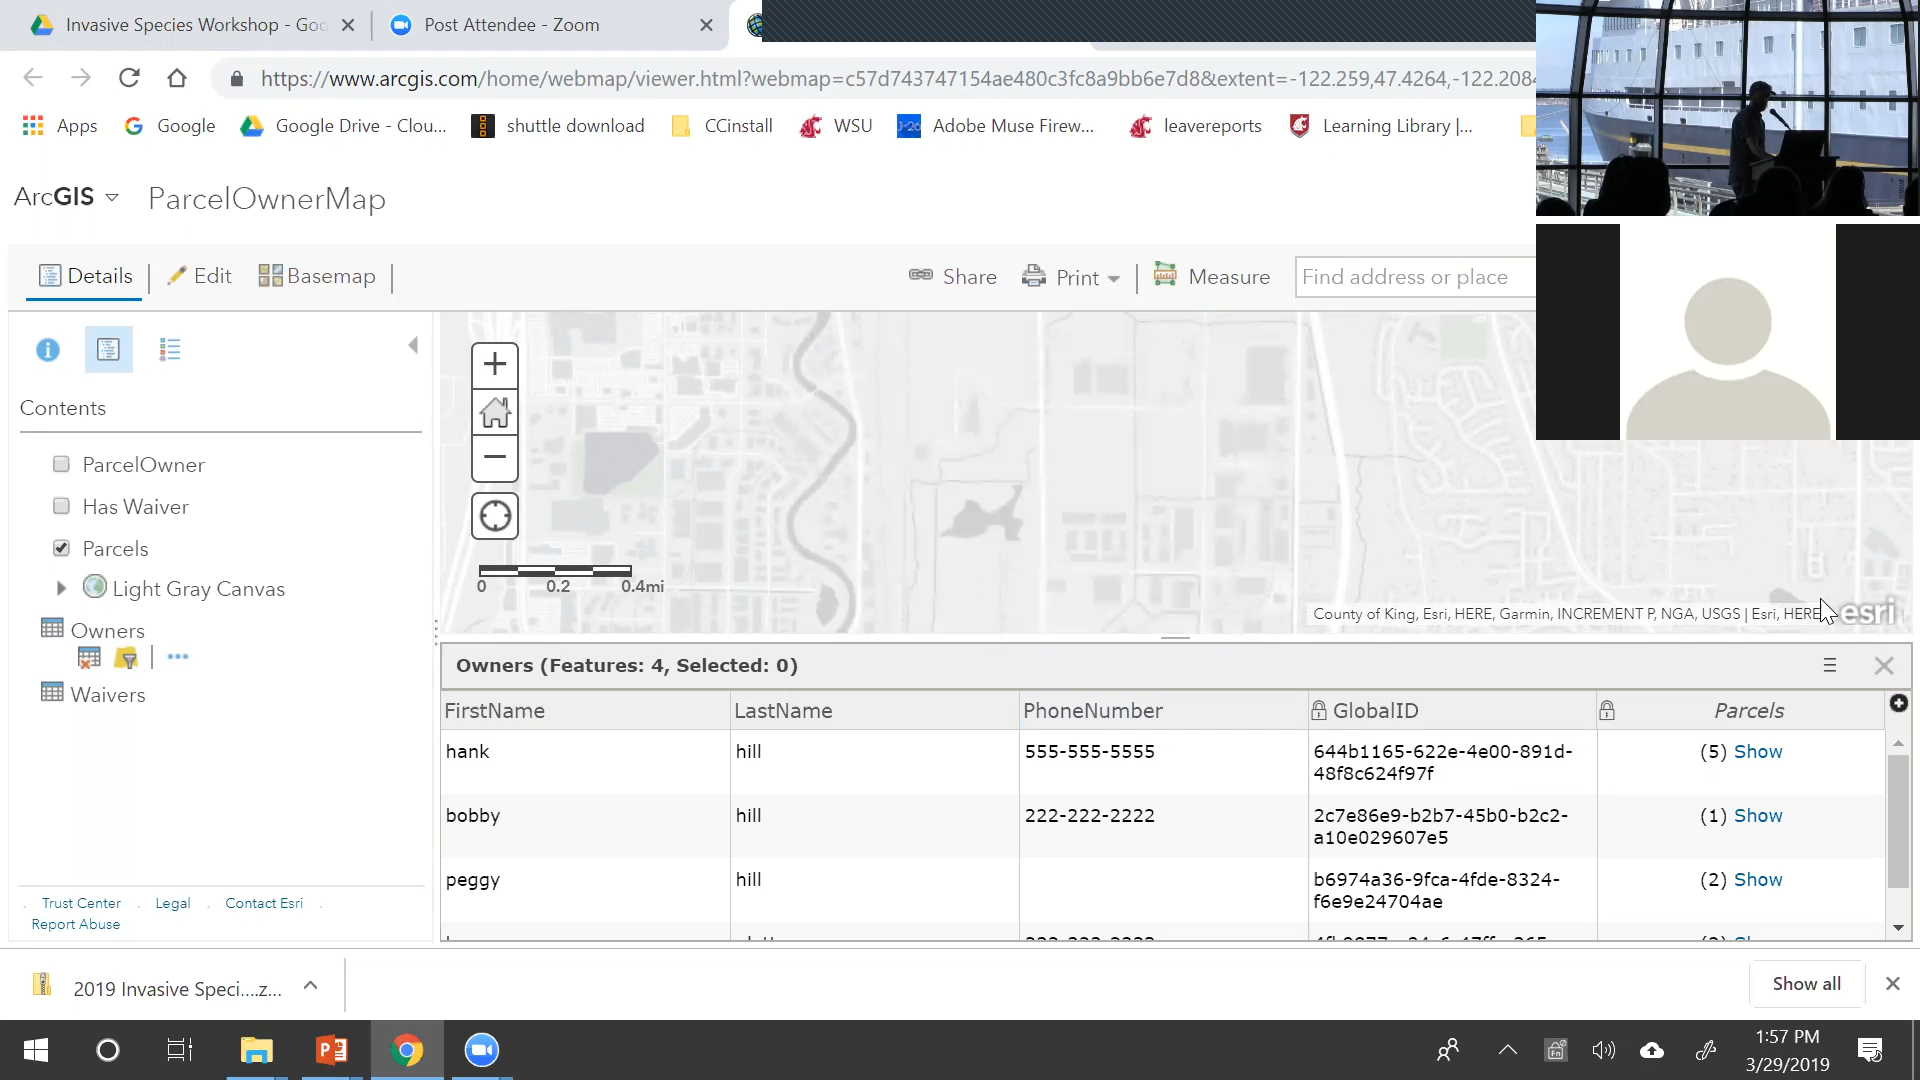 Invasive Species Workshop - Goo
Post Attendee - Zoom
https://www.arcgis.com/home/webmap/viewer.html?webmap=c57d743747154ae480c3fc8a9bb6e7d8&extent=-122.259,47.4264,-122.2084
Apps
Google
Google Drive - Clou...
shuttle download
CCinstall
WSU
J-26
Adobe Muse Firew...
leavereports
Learning Library |...
ArcGIS
ParcelOwnerMap
Details
Edit
Basemap
Share
Print
Measure
Find address or place
Contents
ParcelOwner
Has Waiver
Parcels
Light Gray Canvas
Owners
Waivers
Trust Center
Legal
Contact Esri
Report Abuse
0 0.2 0.4mi
County of King, Esri, HERE, Garmin, INCREMENT P, NGA, USGS | Esri, HERE
esri
Owners (Features: 4, Selected: 0)
FirstName LastName PhoneNumber GlobalID Parcels
hank hill 555-555-5555 644b1165-622e-4e00-891d-48f8c624f97f (5) Show
bobby hill 222-222-2222 2c7e86e9-b2b7-45b0-b2c2-a10e029607e5 (1) Show
peggy hill b6974a36-9fca-4fde-8324-f6e9e24704ae (2) Show
2019 Invasive Speci....z...
Show all
1:57 PM
3/29/2019